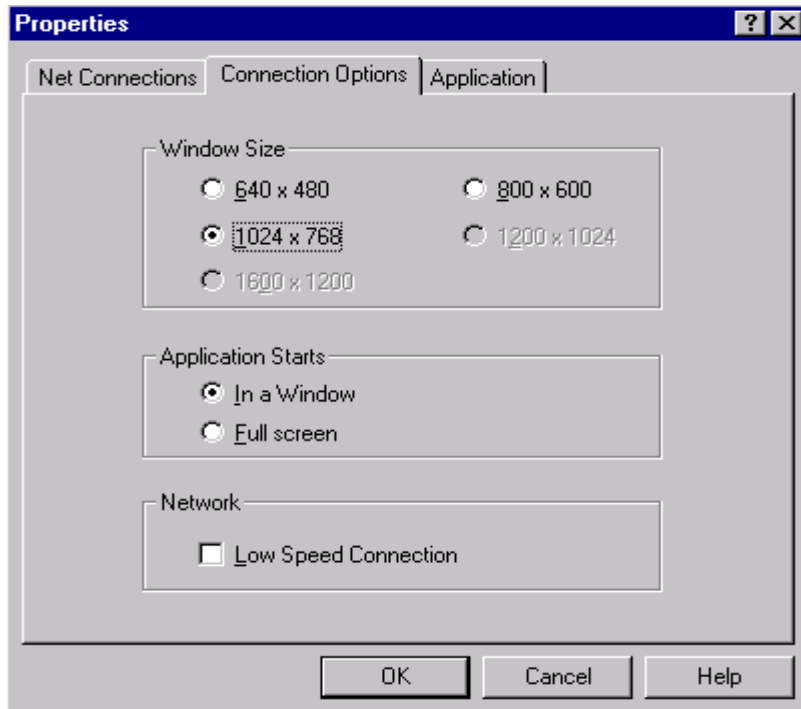 Properties
Net Connections Connection Options Application
Window Size
640 x 480 800 x 600
1024 x 768 1200 x 1024
1600 x 1200
Application Starts
In a Window
Full screen
Network
Low Speed Connection
OK Cancel Help